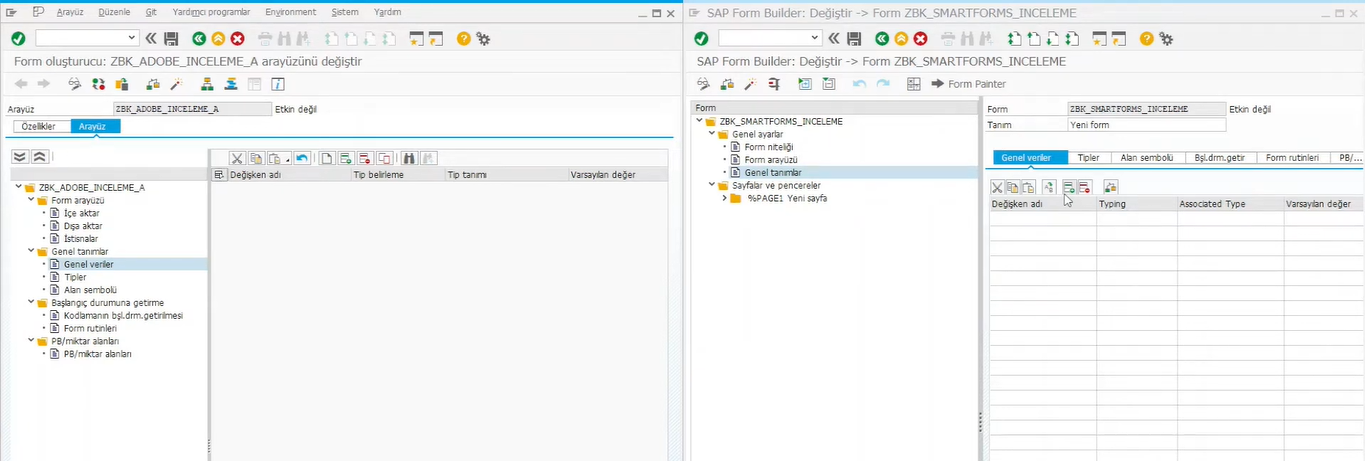 Arayüz Düzenle Git Yardımcı programlar Environment Sistem Yardım
Form oluşturucu: ZBK_ADOBE_INCELEME_A arayüzünü değiştir
Arayüz ZBK_ADOBE_INCELEME_A Etkin değil
Özellikler Arayüz
Değişken adı Tip belirleme Tip tanımı Varsayılan değer
ZBK_ADOBE_INCELEME_A
Form arayüzü
İçe aktar
Dışa aktar
İstisnalar
Genel tanımlar
Genel veriler
Tipler
Alan sembolü
Başlangıç durumuna getirme
Kodlamanın bşl.drm.getirilmesi
Form rutinleri
PB/miktar alanları
PB/miktar alanları
SAP Form Builder: Değiştir -> Form ZBK_SMARTFORMS_INCELEME
SAP Form Builder: Değiştir -> Form ZBK_SMARTFORMS_INCELEME
Form Painter
Form
ZBK_SMARTFORMS_INCELEME
Genel ayarlar
Form niteliği
Form arayüzü
Genel tanımlar
Sayfalar ve pencereler
%PAGE1 Yeni sayfa
Form ZBK_SMARTFORMS_INCELEME Etkin değil
Tanım Yeni form
Genel veriler Tipler Alan sembolü Bşl.drm.getir Form rutinleri PB/...
Değişken adı Typing Associated Type Varsayılan değer